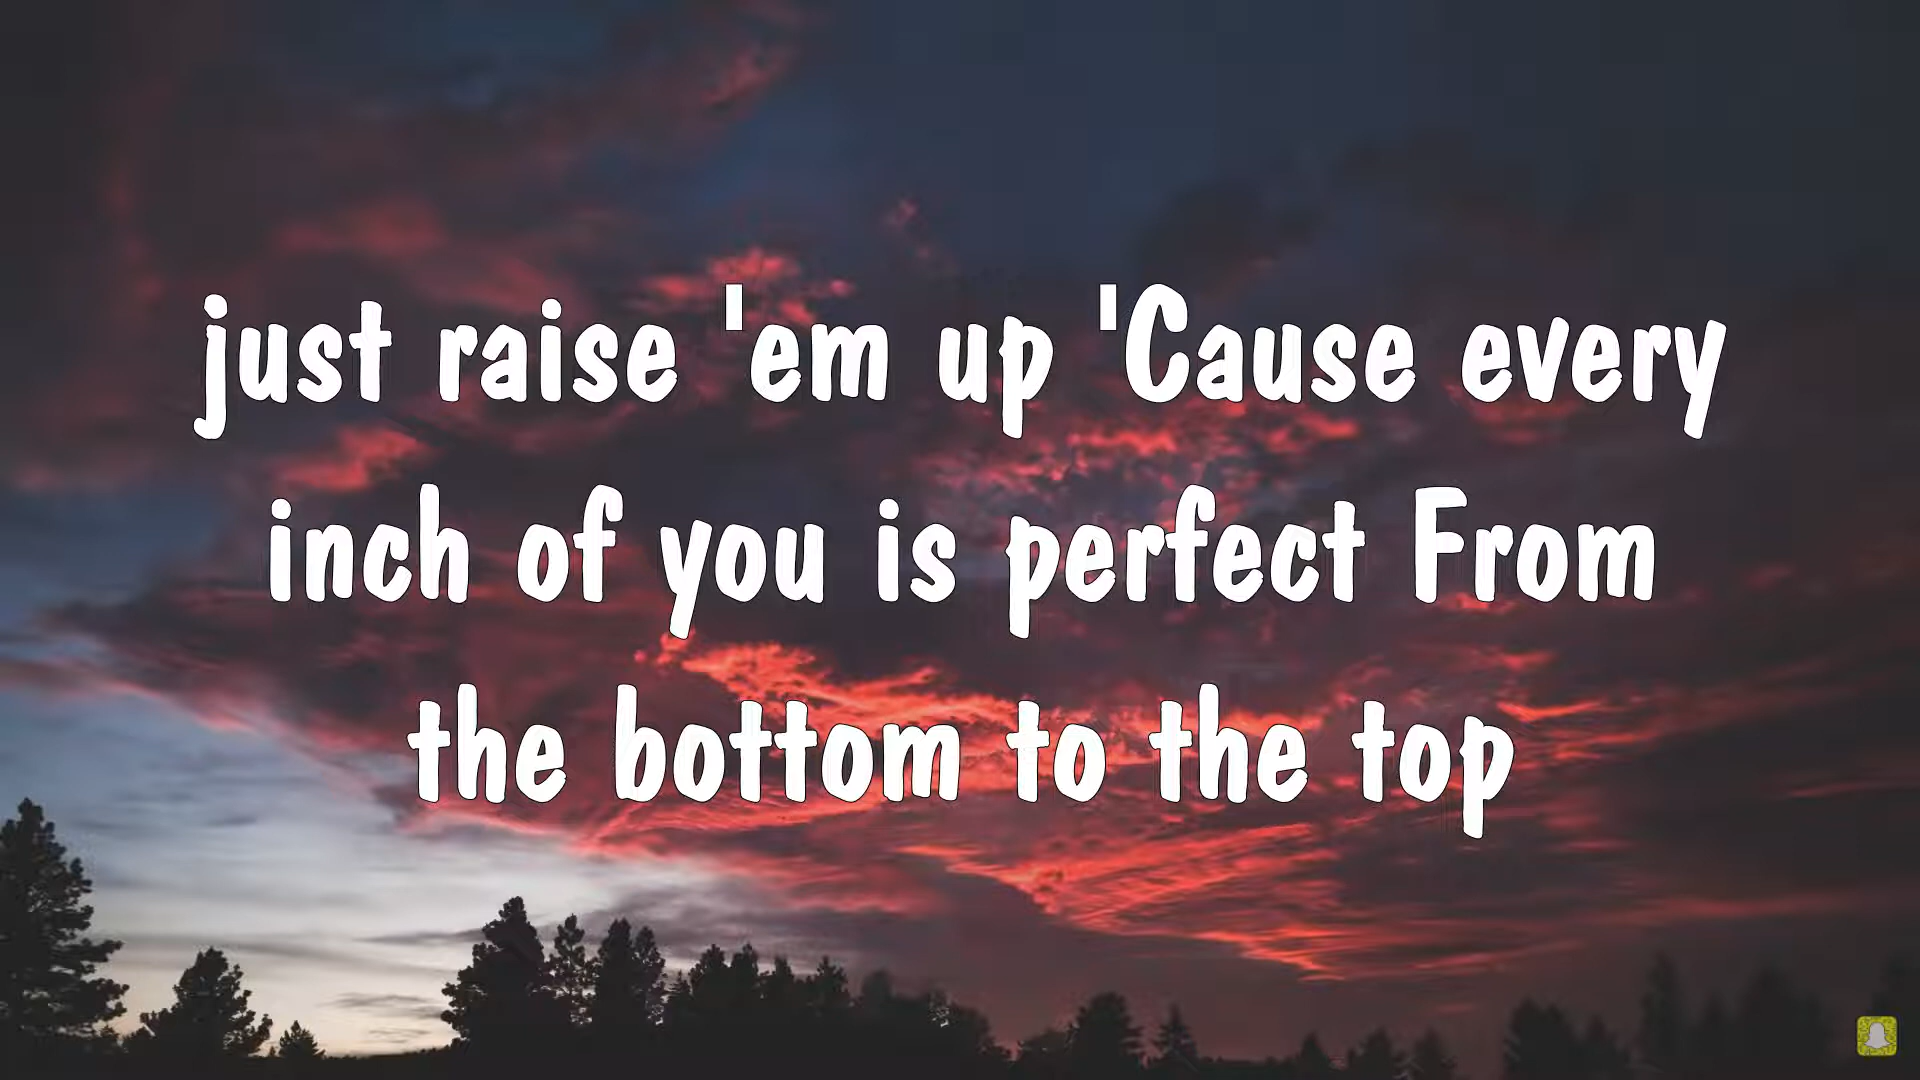 just raise 'em up 'Cause every
inch of you is perfect From
the bottom to the top